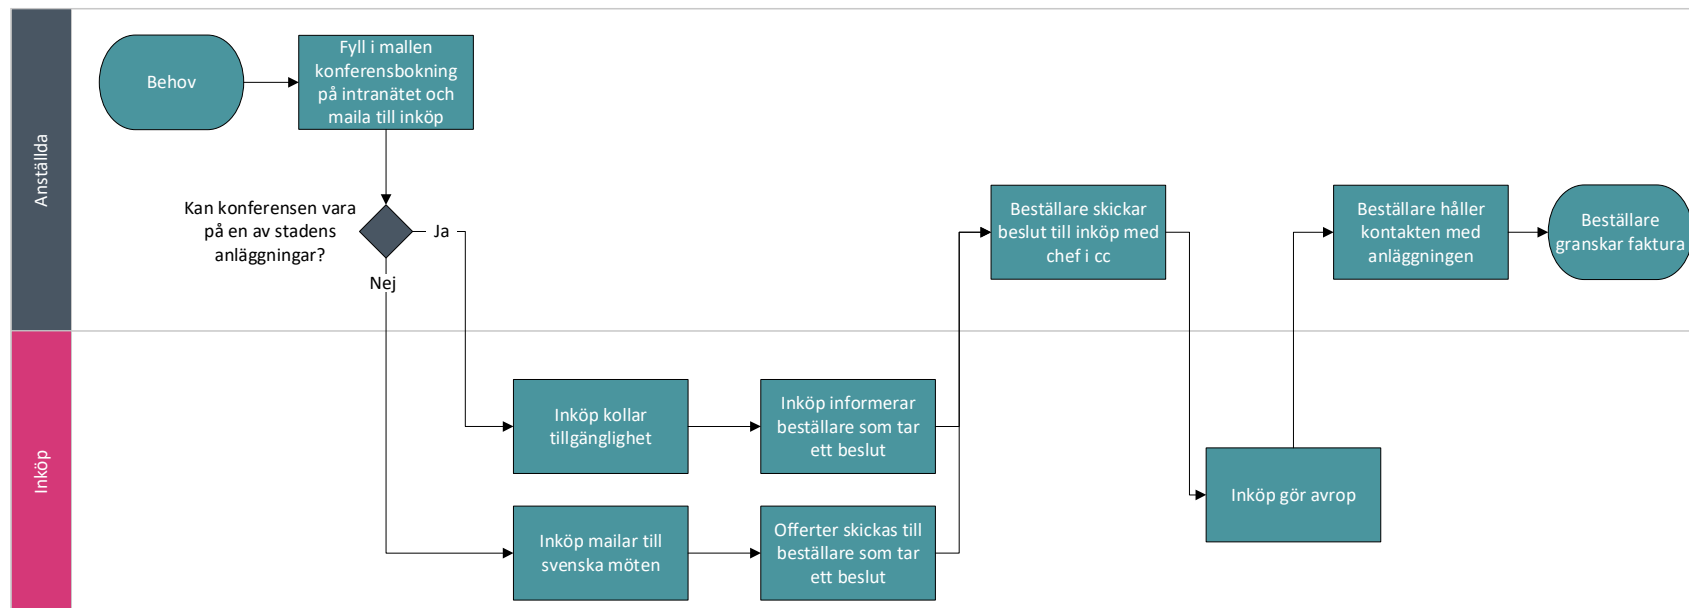 Anställda
Behov
Fyll i mallen
konferensbokning
på intranätet och
maila till inköp
Kan konferensen vara
på en av stadens
anläggningar?
Ja
Nej
Beställare skickar
beslut till inköp med
chef i cc
Beställare håller
kontakten med
anläggningen
Beställare
granskar faktura
Inköp
Inköp kollar
tillgänglighet
Inköp informerar
beställare som tar
ett beslut
Inköp mailar till
svenska möten
Offerter skickas till
beställare som tar
ett beslut
Inköp gör avrop